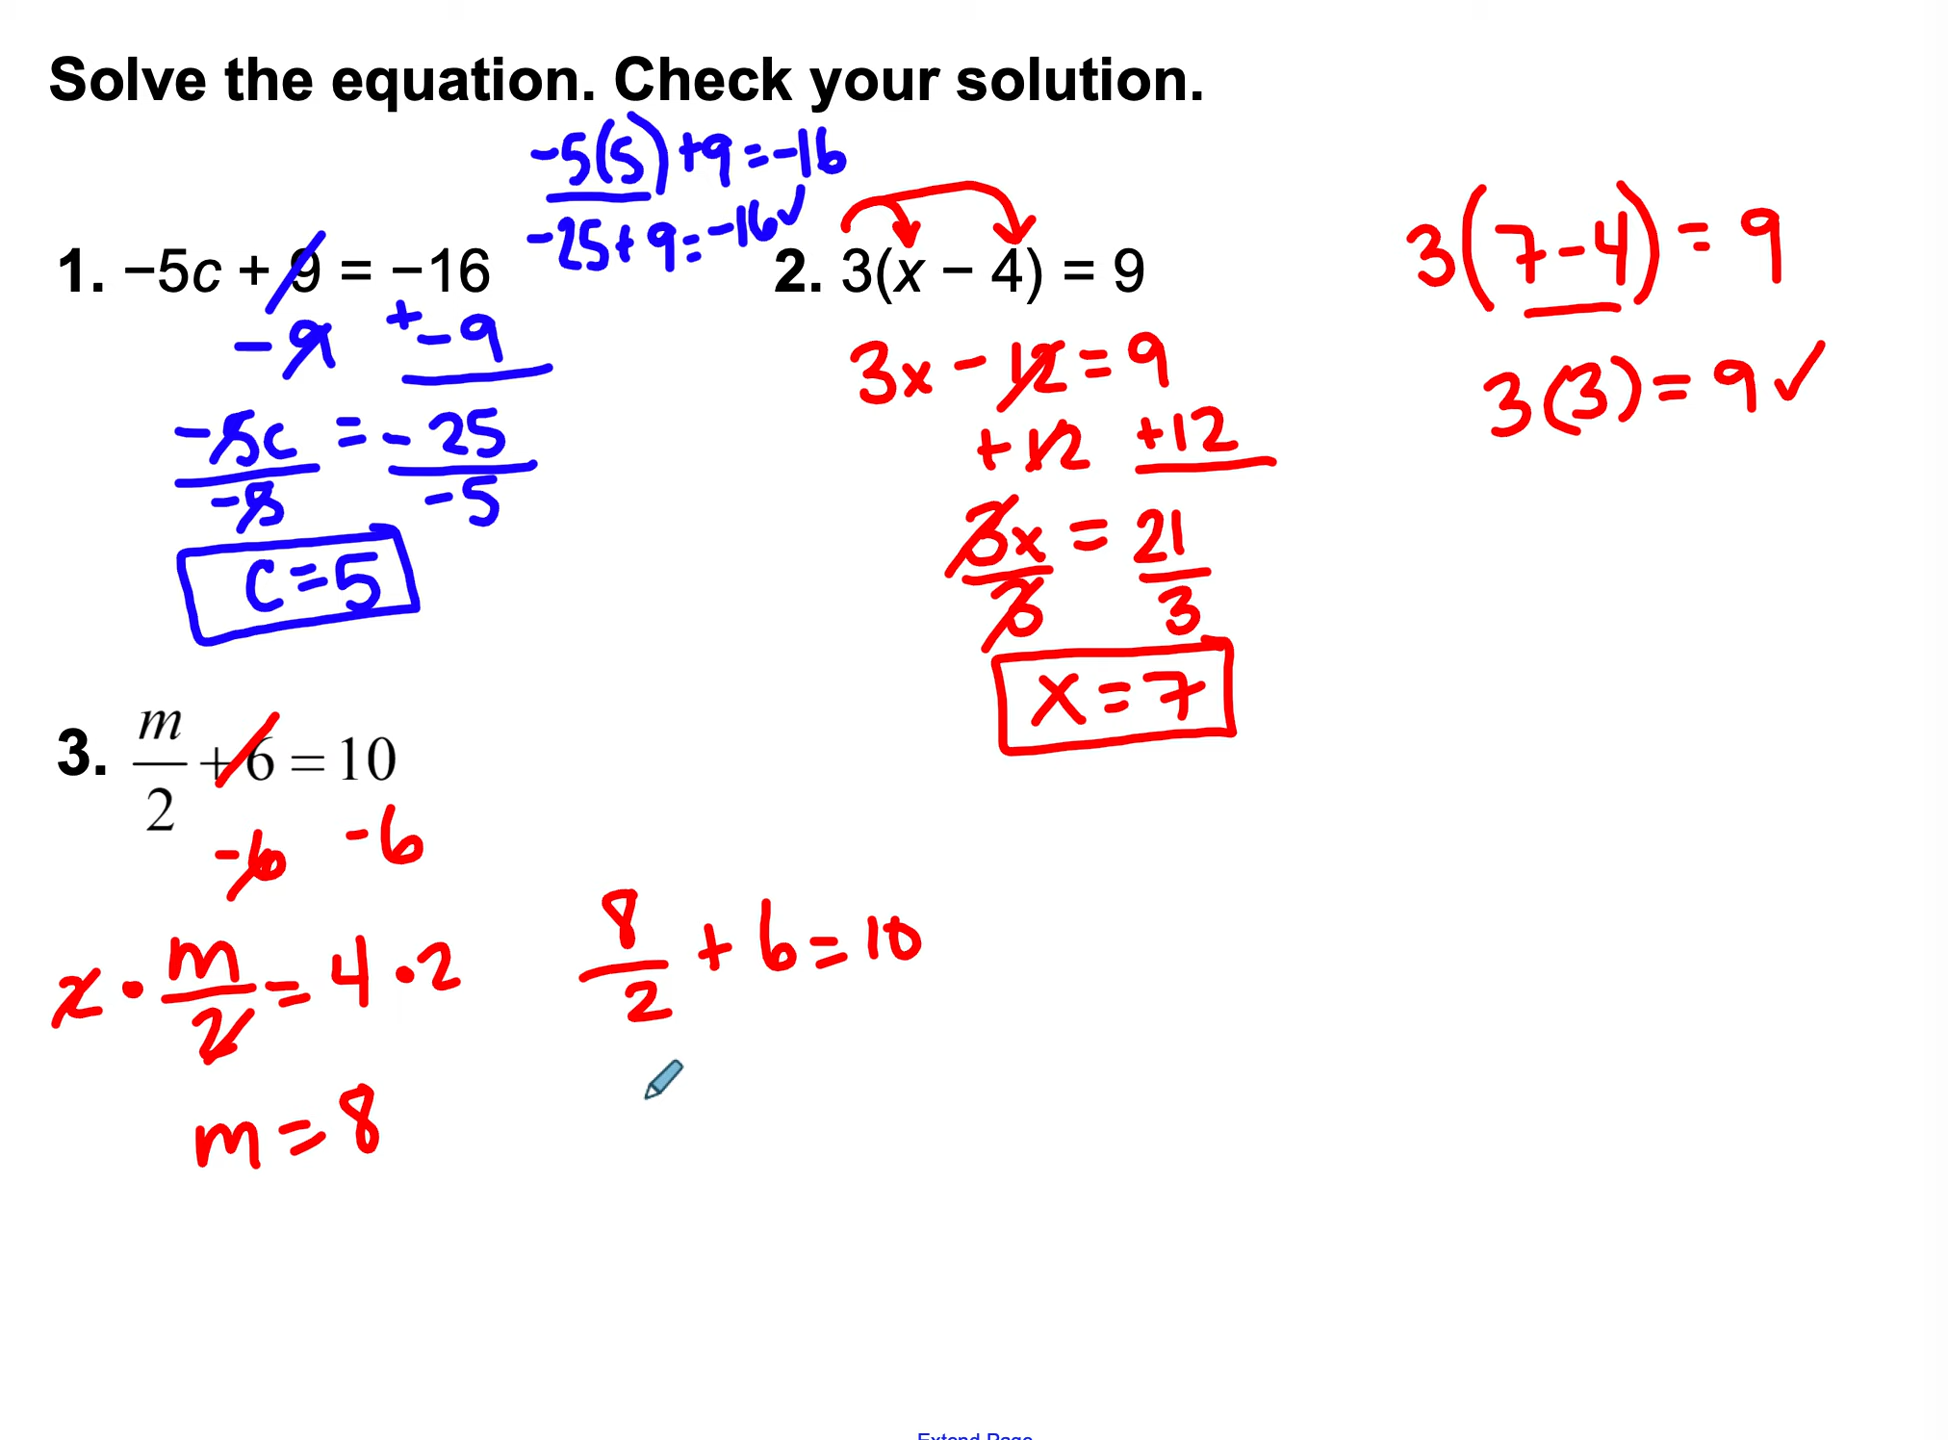 Solve the equation. Check your solution.
-5(5) +9 = -16
-25+9=-16✓
1. −5c + 9 = −16
-9 +-9
-5c = -25
-5 -5
c=5
2. 3(x − 4) = 9
3x - 12 = 9
+12 +12
3x = 21
3 3
x = 7
3(7-4) = 9
3(3) = 9✓
3. m/2 + 6 = 10
-6 -6
2 · m/2 = 4 · 2
m = 8
8/2 + 6 = 10